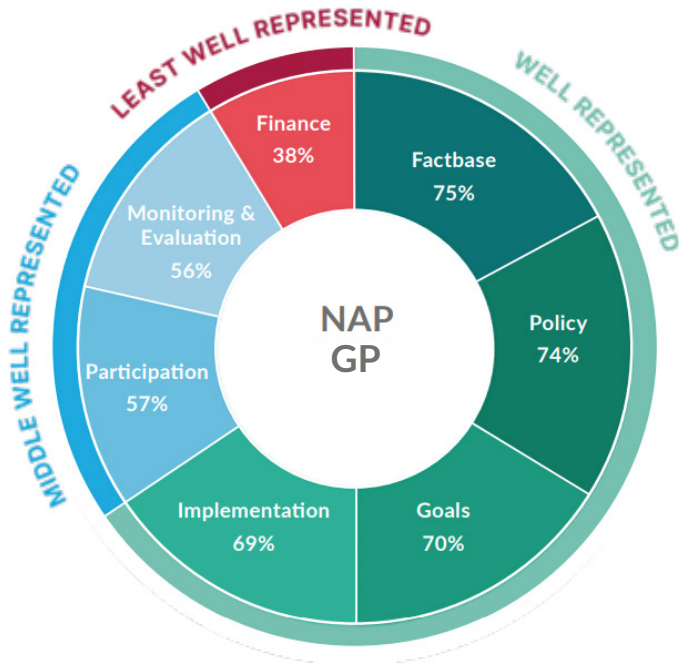 LEAST WELL REPRESENTED
WELL REPRESENTED
MIDDLE WELL REPRESENTED
Finance
38%
Factbase
75%
Monitoring &
Evaluation
56%
Policy
74%
NAP
GP
Participation
57%
Implementation
69%
Goals
70%